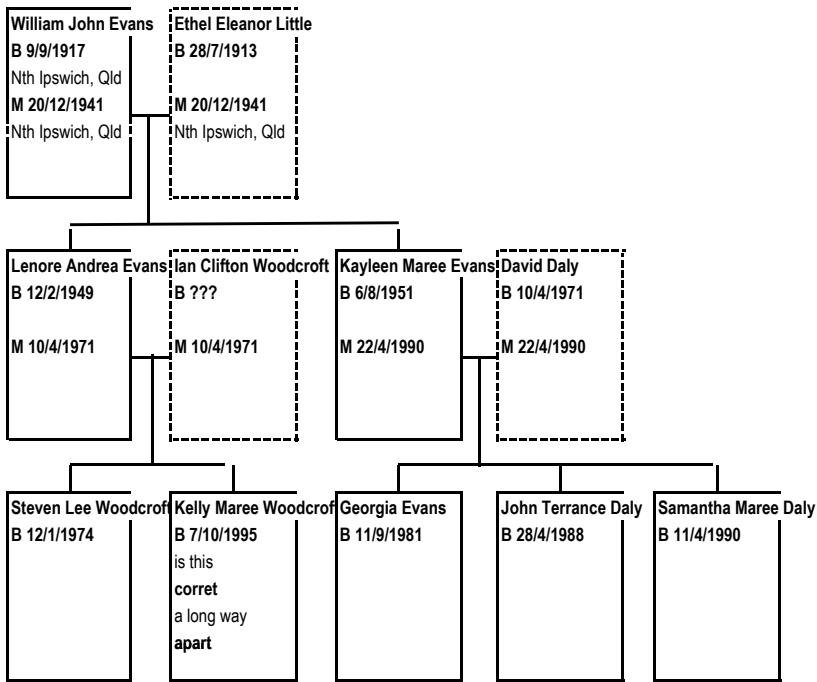 William John Evans
B 9/9/1917
Nth Ipswich, Qld
M 20/12/1941
Nth Ipswich, Qld
Ethel Eleanor Little
B 28/7/1913
M 20/12/1941
Nth Ipswich, Qld
Lenore Andrea Evans
B 12/2/1949
M 10/4/1971
Ian Clifton Woodcroft
B ???
M 10/4/1971
Kayleen Maree Evans
B 6/8/1951
M 22/4/1990
David Daly
B 10/4/1971
M 22/4/1990
Steven Lee Woodcroft
B 12/1/1974
Kelly Maree Woodcrof
B 7/10/1995
is this
corret
a long way
apart
Georgia Evans
B 11/9/1981
John Terrance Daly
B 28/4/1988
Samantha Maree Daly
B 11/4/1990